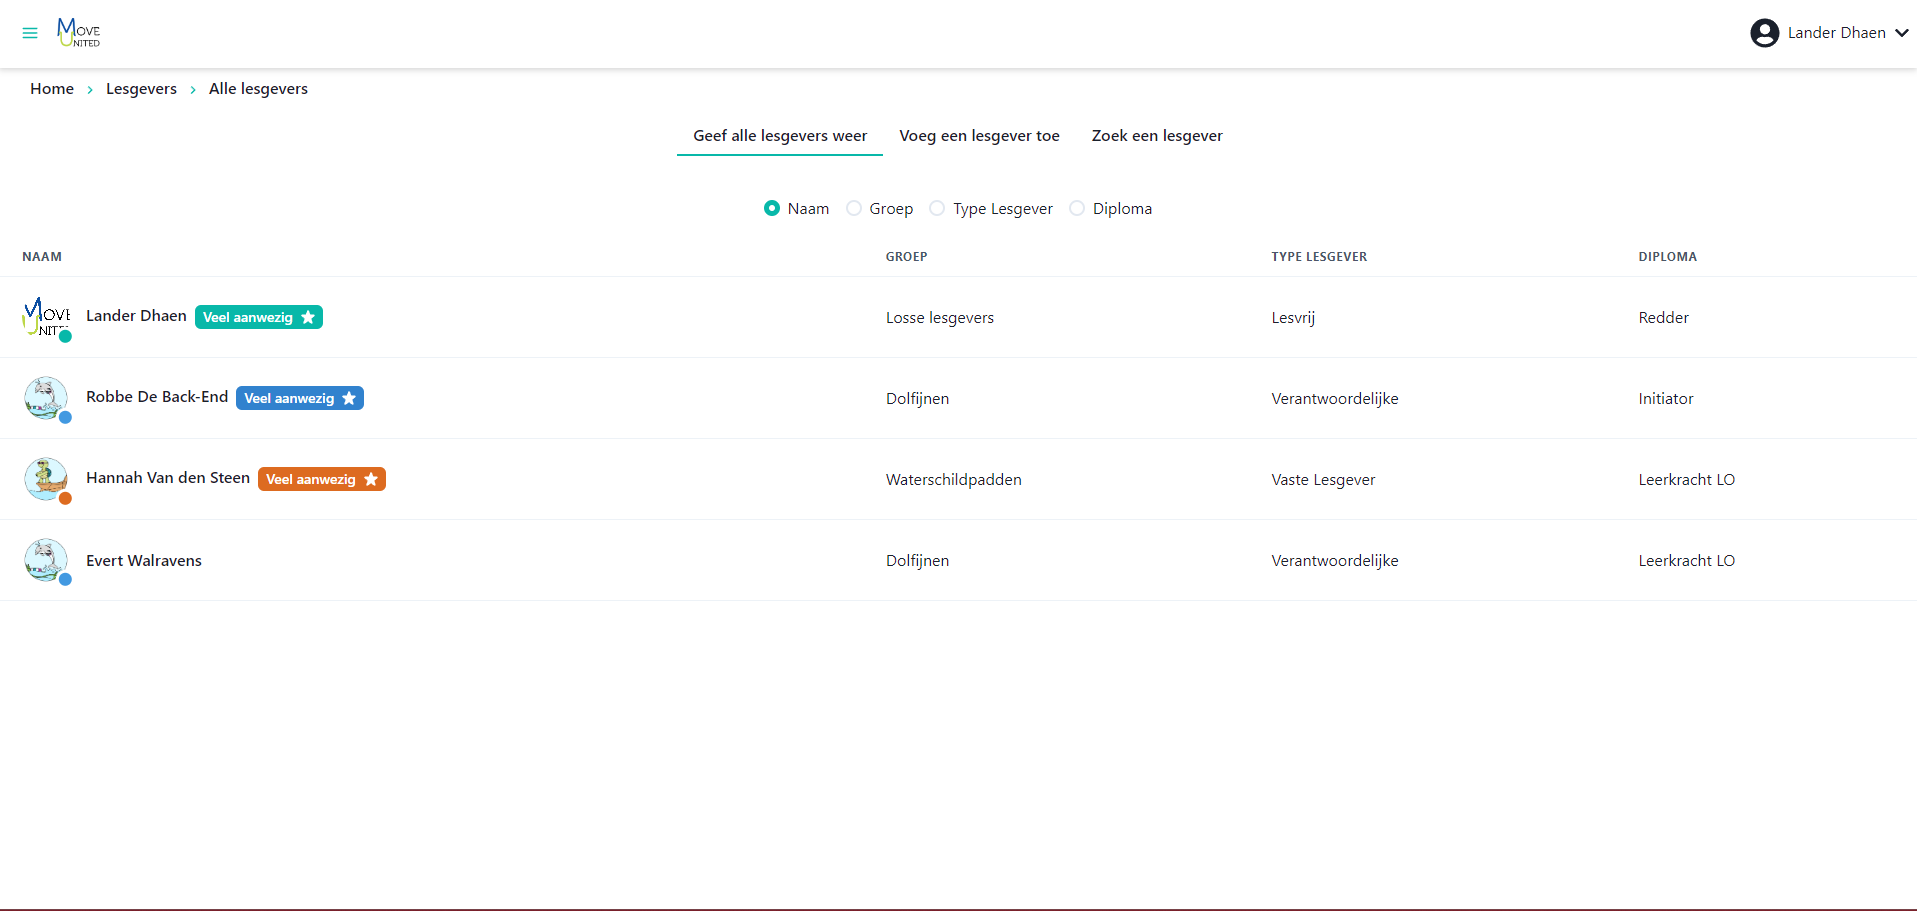 MOVE UNITED
Lander Dhaen
Home > Lesgevers > Alle lesgevers
Geef alle lesgevers weer Voeg een lesgever toe Zoek een lesgever
Naam Groep Type Lesgever Diploma
NAAM GROEP TYPE LESGEVER DIPLOMA
Lander Dhaen Veel aanwezig Losse lesgevers Lesvrij Redder
Robbe De Back-End Veel aanwezig Dolfijnen Verantwoordelijke Initiator
Hannah Van den Steen Veel aanwezig Waterschildpadden Vaste Lesgever Leerkracht LO
Evert Walravens Dolfijnen Verantwoordelijke Leerkracht LO